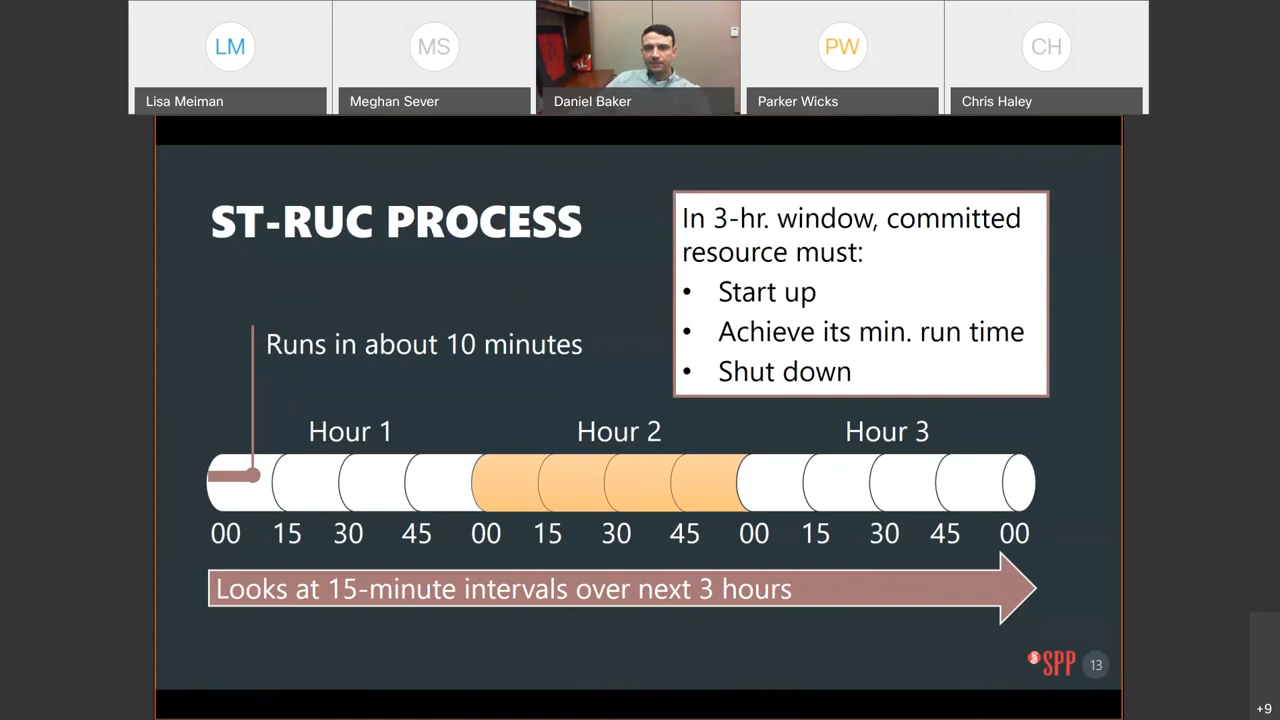 LM
MS
PW
CH
Lisa Meiman
Meghan Sever
Daniel Baker
Parker Wicks
Chris Haley
ST-RUC PROCESS
In 3-hr. window, committed
resource must:
• Start up
• Achieve its min. run time
• Shut down
Runs in about 10 minutes
Hour 1
Hour 2
Hour 3
00 15 30 45 00 15 30 45 00 15 30 45 00
Looks at 15-minute intervals over next 3 hours
SPP
13
+9